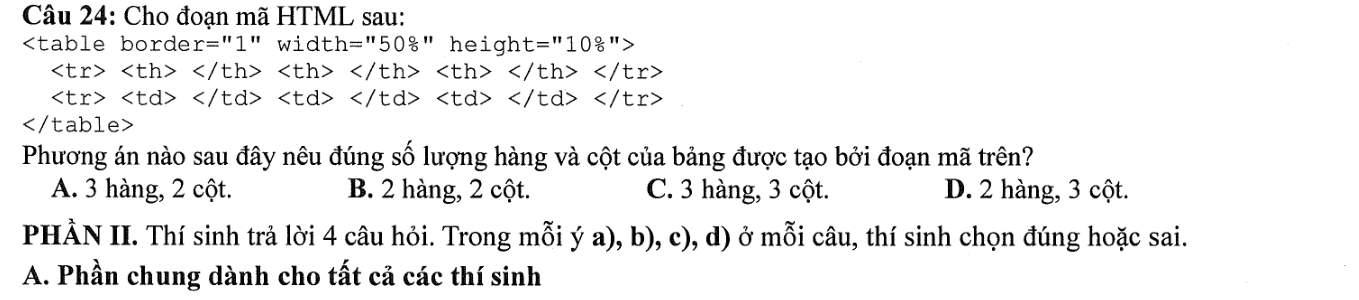 Câu 24: Cho đoạn mã HTML sau:
<table border="1" width="50%" height="10%">
<tr> <th> </th> <th> </th> <th> </th> </tr>
<tr> <td> </td> <td> </td> <td> </td> </tr>
</table>
Phương án nào sau đây nêu đúng số lượng hàng và cột của bảng được tạo bởi đoạn mã trên?
A. 3 hàng, 2 cột. B. 2 hàng, 2 cột. C. 3 hàng, 3 cột. D. 2 hàng, 3 cột.
PHẦN II. Thí sinh trả lời 4 câu hỏi. Trong mỗi ý a), b), c), d) ở mỗi câu, thí sinh chọn đúng hoặc sai.
A. Phần chung dành cho tất cả các thí sinh